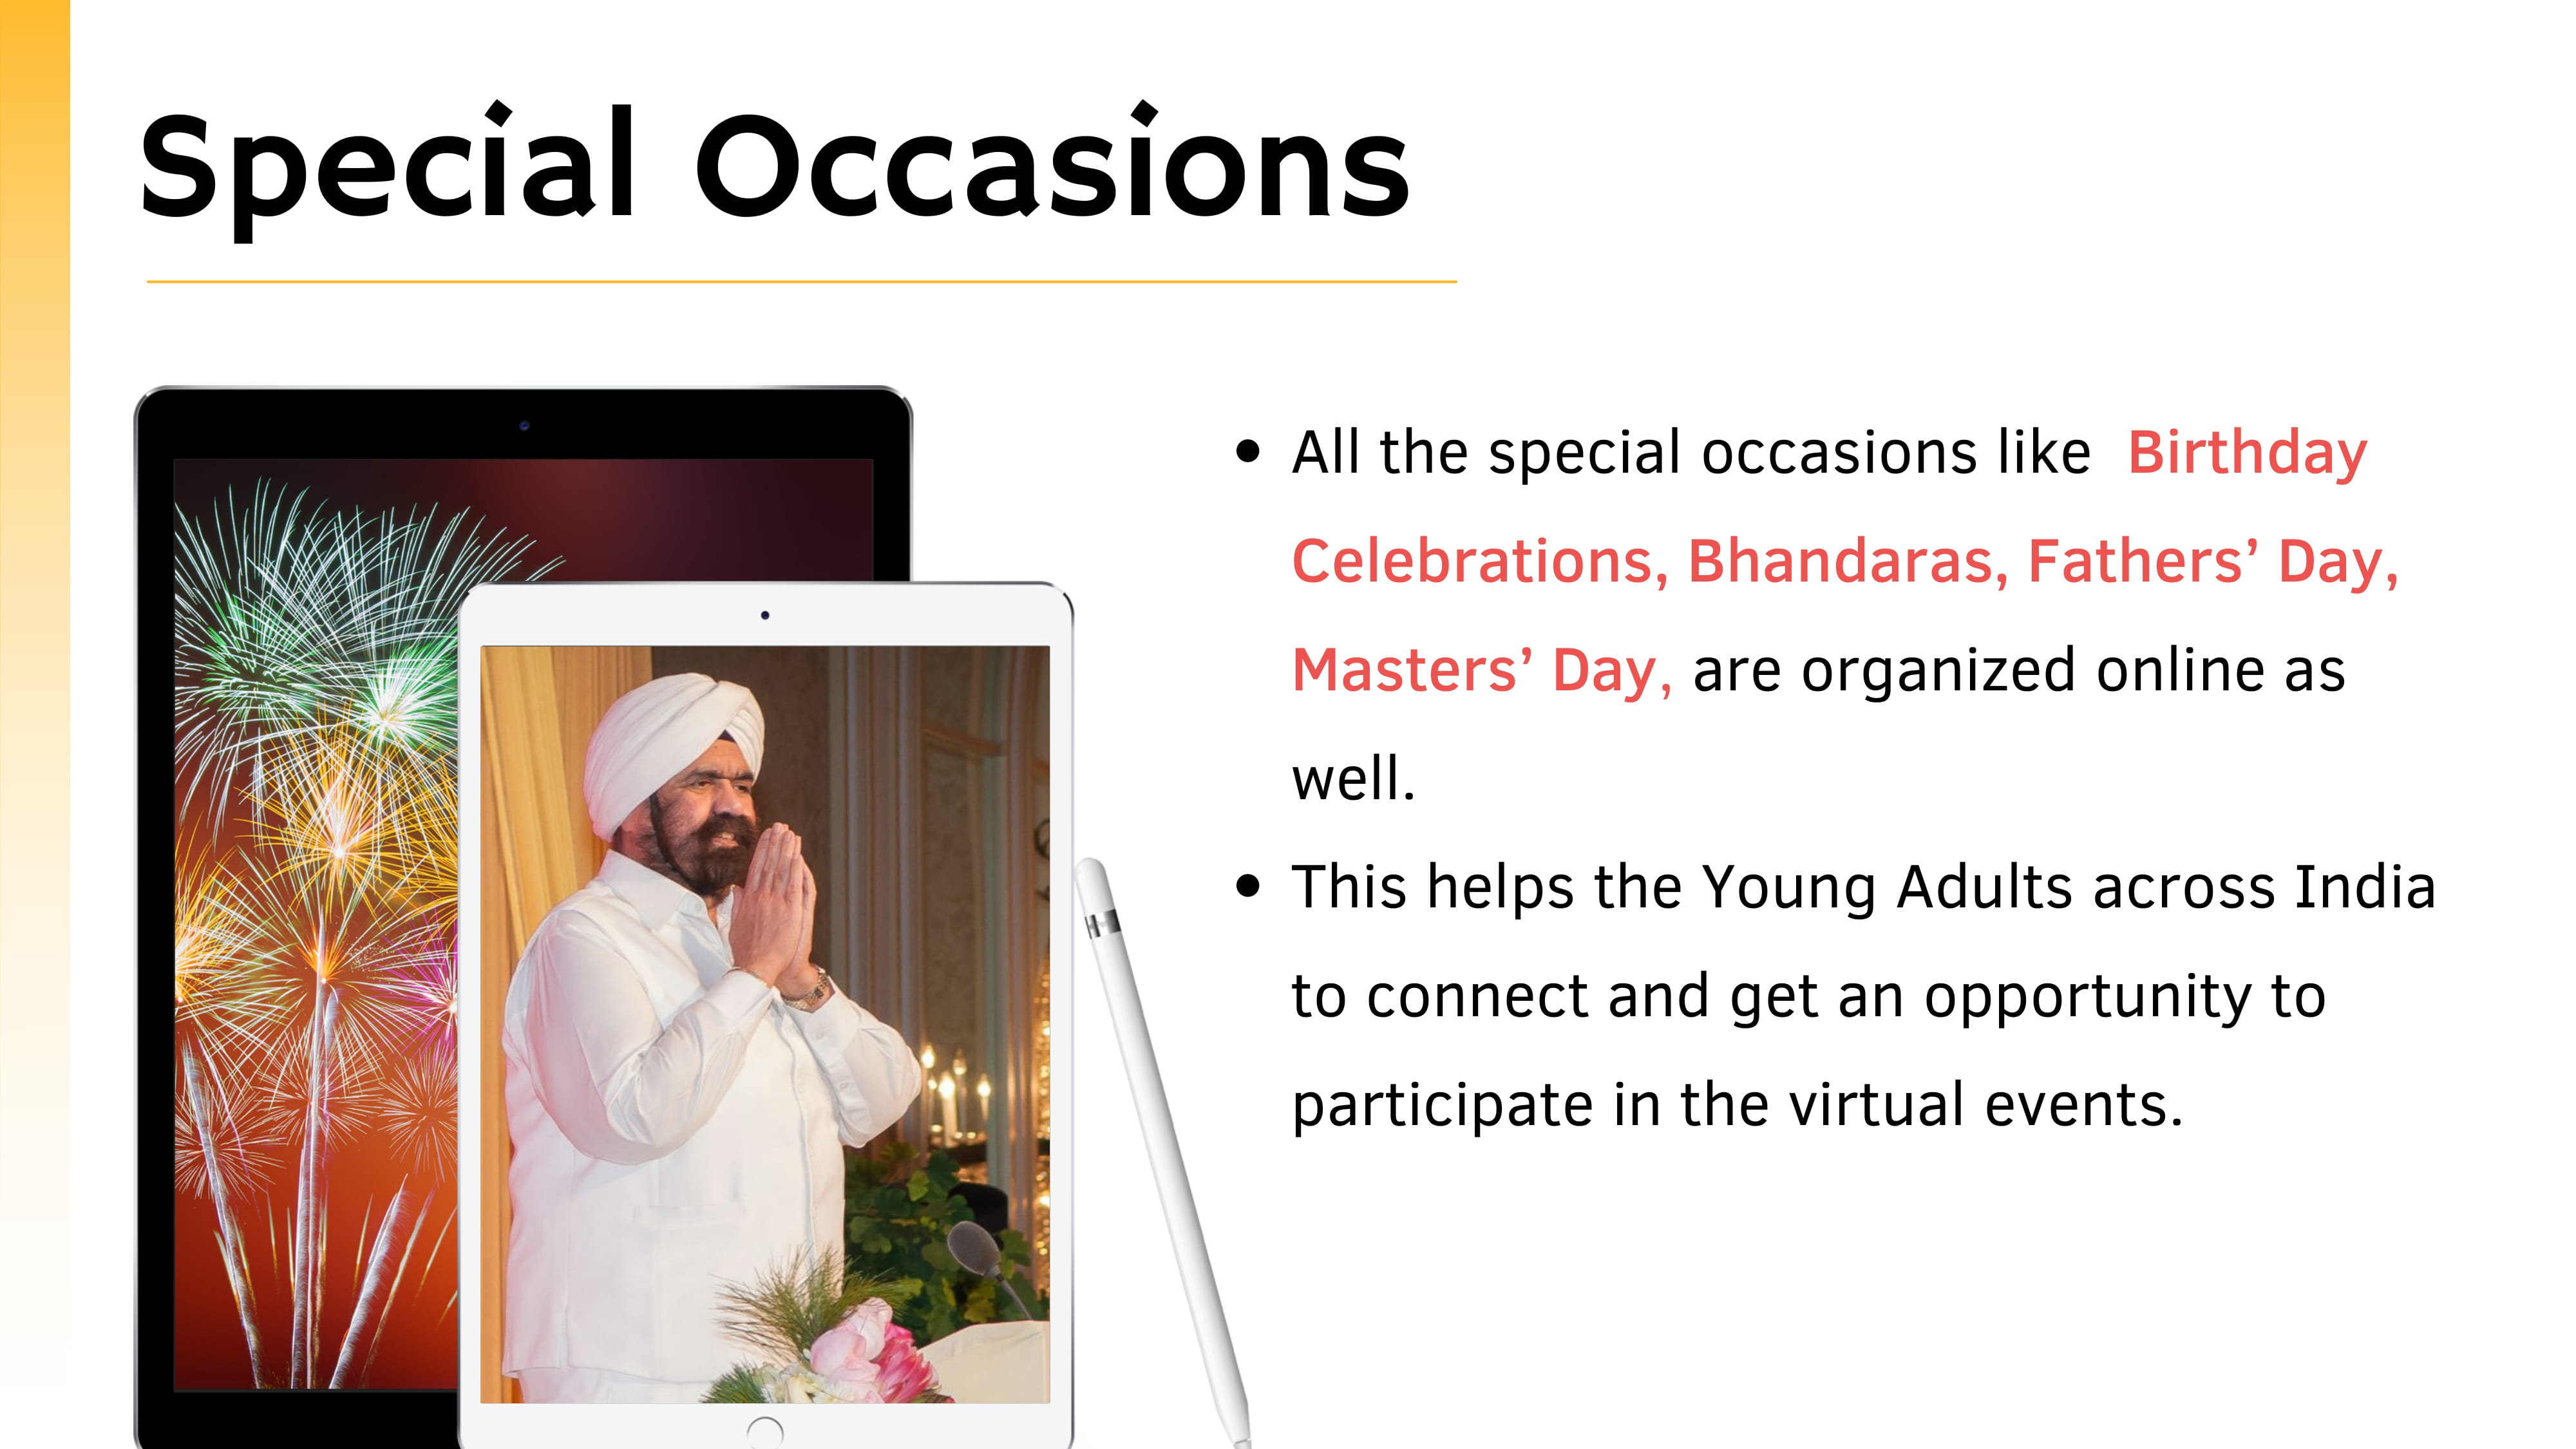 Special Occasions
• All the special occasions like  Birthday
Celebrations, Bhandaras, Fathers’ Day,
Masters’ Day, are organized online as
well.
• This helps the Young Adults across India
to connect and get an opportunity to
participate in the virtual events.